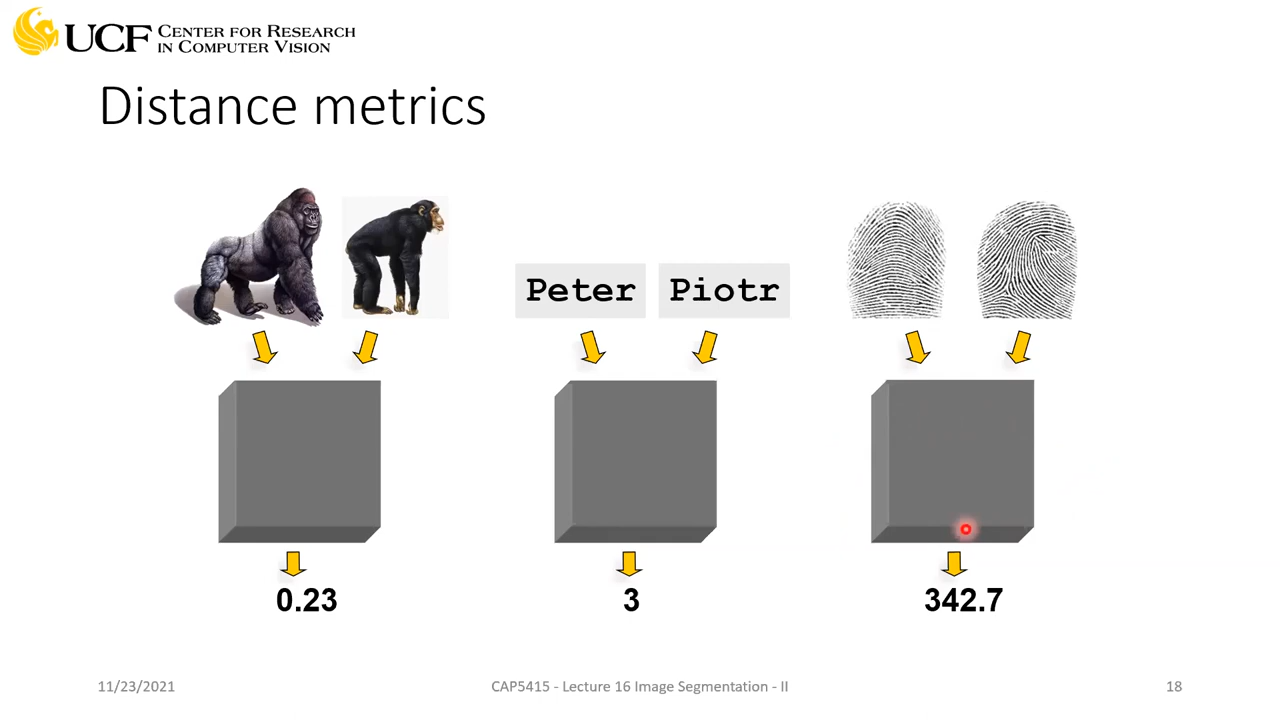 UCF CENTER FOR RESEARCH
IN COMPUTER VISION
Distance metrics
Peter Piotr
0.23 3 342.7
11/23/2021 CAP5415 - Lecture 16 Image Segmentation - II 18